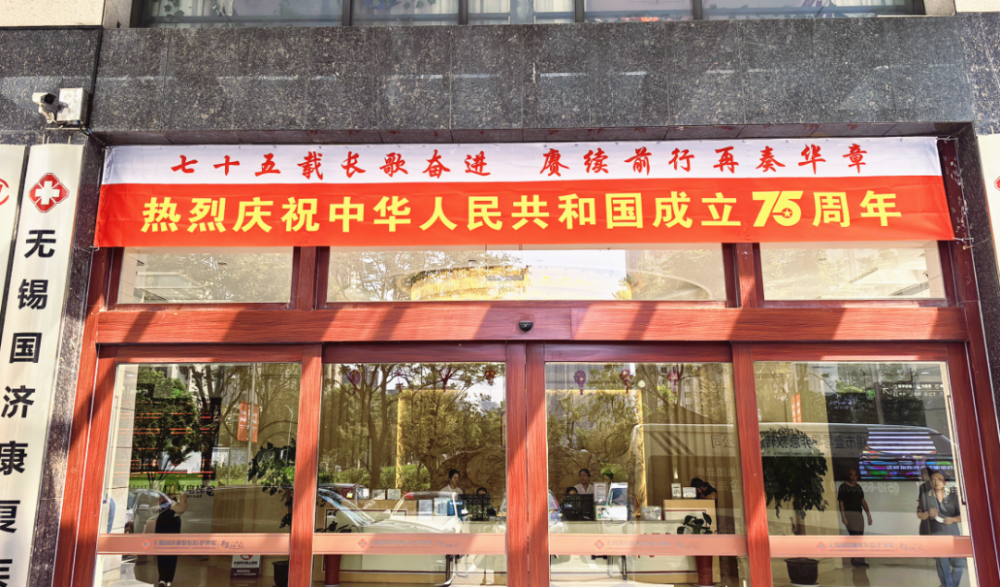 七十五载长歌奋进 赓续前行再奏华章
热烈庆祝中华人民共和国成立75周年
无锡国济康复医